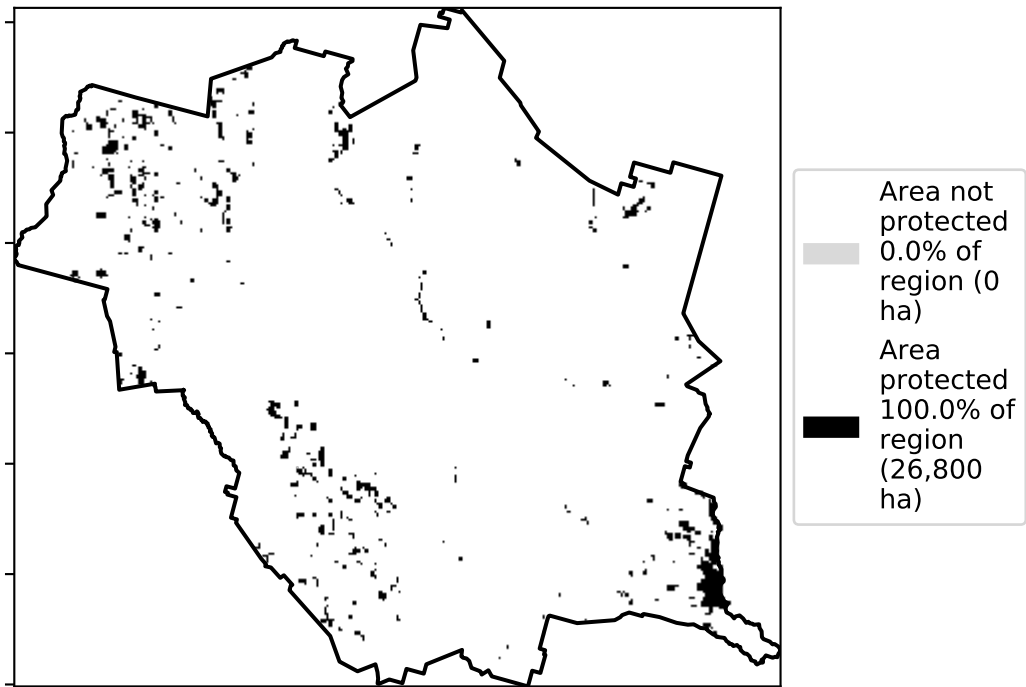 Area not
protected
0.0% of
region (0
ha)
Area
protected
100.0% of
region
(26,800
ha)